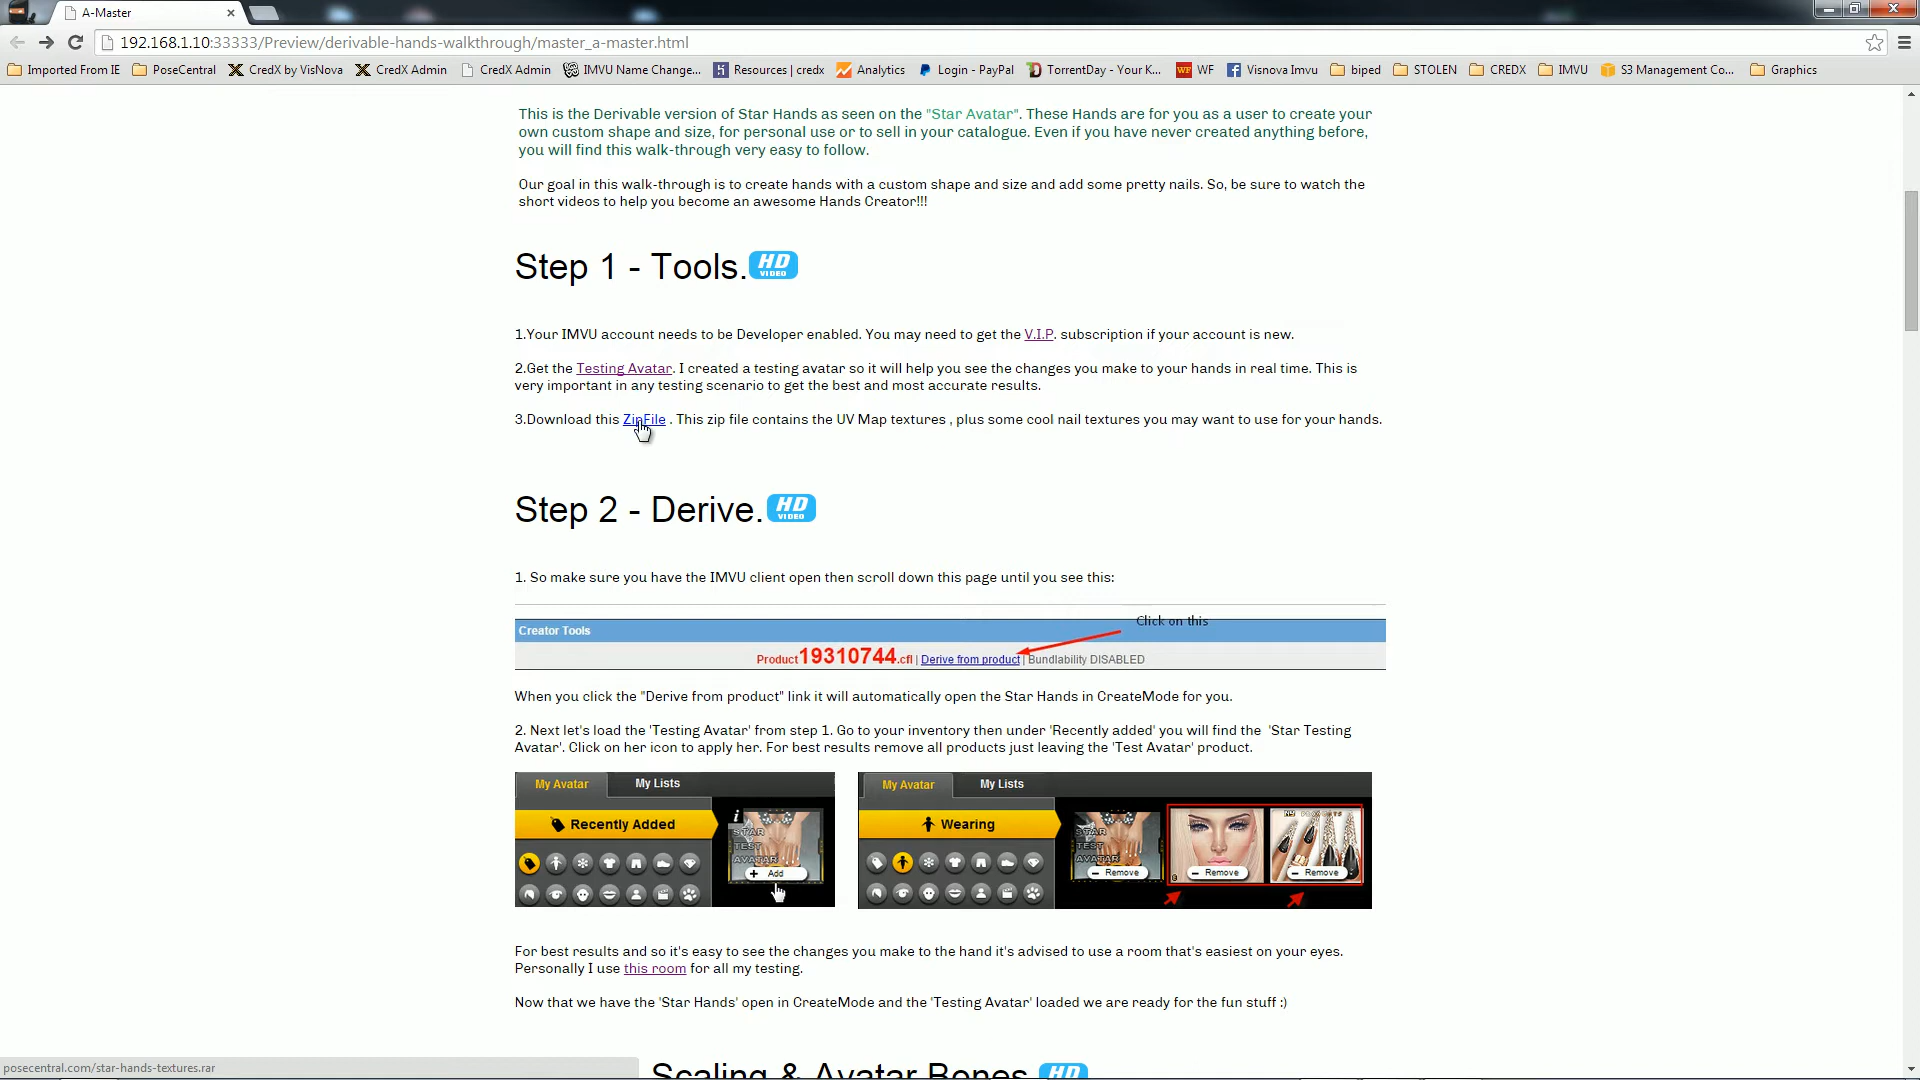 A-Master
192.168.1.10:33333/Preview/derivable-hands-walkthrough/master_a-master.html
Imported From IE PoseCentral CredX by VisNova CredX Admin CredX Admin IMVU Name Change... Resources | credx Analytics Login - PayPal TorrentDay - Your K... WF Visnova Imvu biped STOLEN CREDX IMVU S3 Management Co... Graphics
This is the Derivable version of Star Hands as seen on the "Star Avatar". These Hands are for you as a user to create your
own custom shape and size, for personal use or to sell in your catalogue. Even if you have never created anything before,
you will find this walk-through very easy to follow.
Our goal in this walk-through is to create hands with a custom shape and size and add some pretty nails. So, be sure to watch the
short videos to help you become an awesome Hands Creator!!!
Step 1 - Tools. HD VIDEO
1.Your IMVU account needs to be Developer enabled. You may need to get the V.I.P. subscription if your account is new.
2.Get the Testing Avatar. I created a testing avatar so it will help you see the changes you make to your hands in real time. This is
very important in any testing scenario to get the best and most accurate results.
3.Download this ZipFile . This zip file contains the UV Map textures , plus some cool nail textures you may want to use for your hands.
Step 2 - Derive. HD VIDEO
1. So make sure you have the IMVU client open then scroll down this page until you see this:
Click on this
Creator Tools
Product19310744.cfl | Derive from product | Bundlability DISABLED
When you click the "Derive from product" link it will automatically open the Star Hands in CreateMode for you.
2. Next let's load the 'Testing Avatar' from step 1. Go to your inventory then under 'Recently added' you will find the 'Star Testing
Avatar'. Click on her icon to apply her. For best results remove all products just leaving the 'Test Avatar' product.
My Avatar My Lists My Avatar My Lists
Recently Added STAR TEST AVATAR + Add
Wearing STAR TEST AVATAR - Remove - Remove - Remove
For best results and so it's easy to see the changes you make to the hand it's advised to use a room that's easiest on your eyes.
Personally I use this room for all my testing.
Now that we have the 'Star Hands' open in CreateMode and the 'Testing Avatar' loaded we are ready for the fun stuff :)
Scaling & Avatar Bones HD
posecentral.com/star-hands-textures.rar